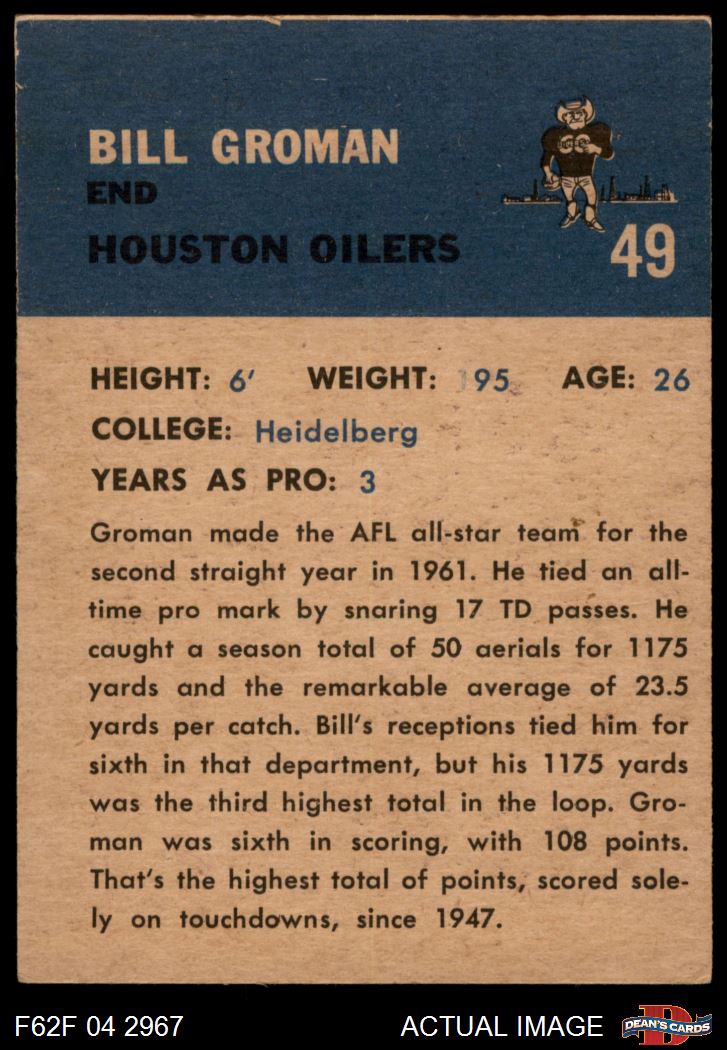 BILL GROMAN
END
HOUSTON OILERS
49
HEIGHT: 6' WEIGHT: 195 AGE: 26
COLLEGE: Heidelberg
YEARS AS PRO: 3
Groman made the AFL all-star team for the
second straight year in 1961. He tied an all-
time pro mark by snaring 17 TD passes. He
caught a season total of 50 aerials for 1175
yards and the remarkable average of 23.5
yards per catch. Bill's receptions tied him for
sixth in that department, but his 1175 yards
was the third highest total in the loop. Gro-
man was sixth in scoring, with 108 points.
That's the highest total of points, scored sole-
ly on touchdowns, since 1947.
F62F 04 2967 ACTUAL IMAGE
D
DEAN'S CARDS